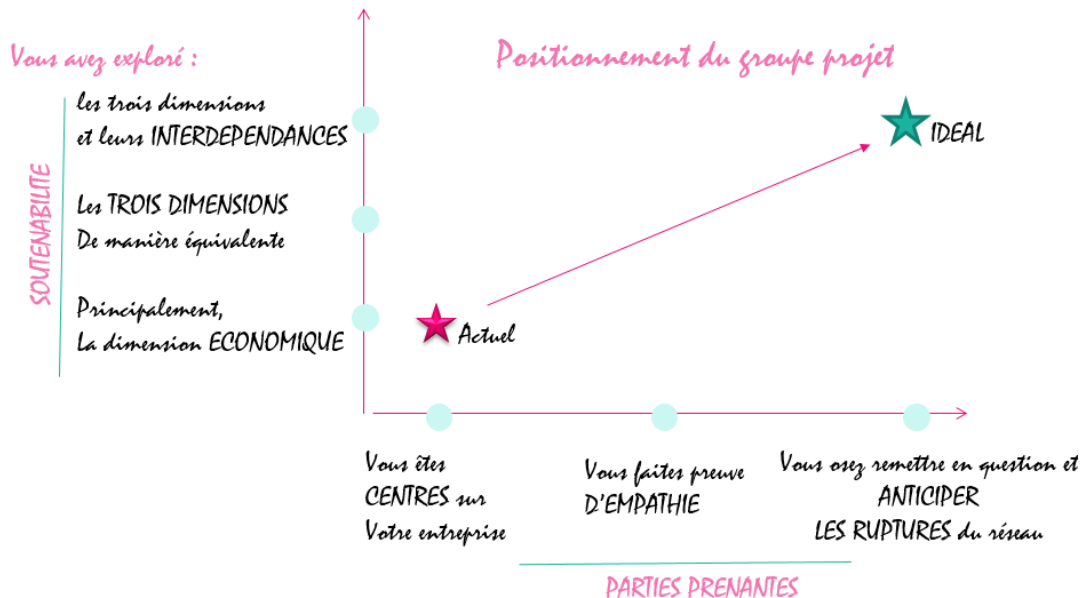 Positionnement du groupe projet
Vous avez exploré :
les trois dimensions
et leurs INTERDEPENDANCES
Les TROIS DIMENSIONS
De manière équivalente
Principalement,
La dimension ECONOMIQUE
SOUTENABILITE
IDEAL
Actuel
Vous êtes
CENTRES sur
Votre entreprise
Vous faites preuve
D'EMPATHIE
Vous osez remettre en question et
ANTICIPER
LES RUPTURES du réseau
PARTIES PRENANTES